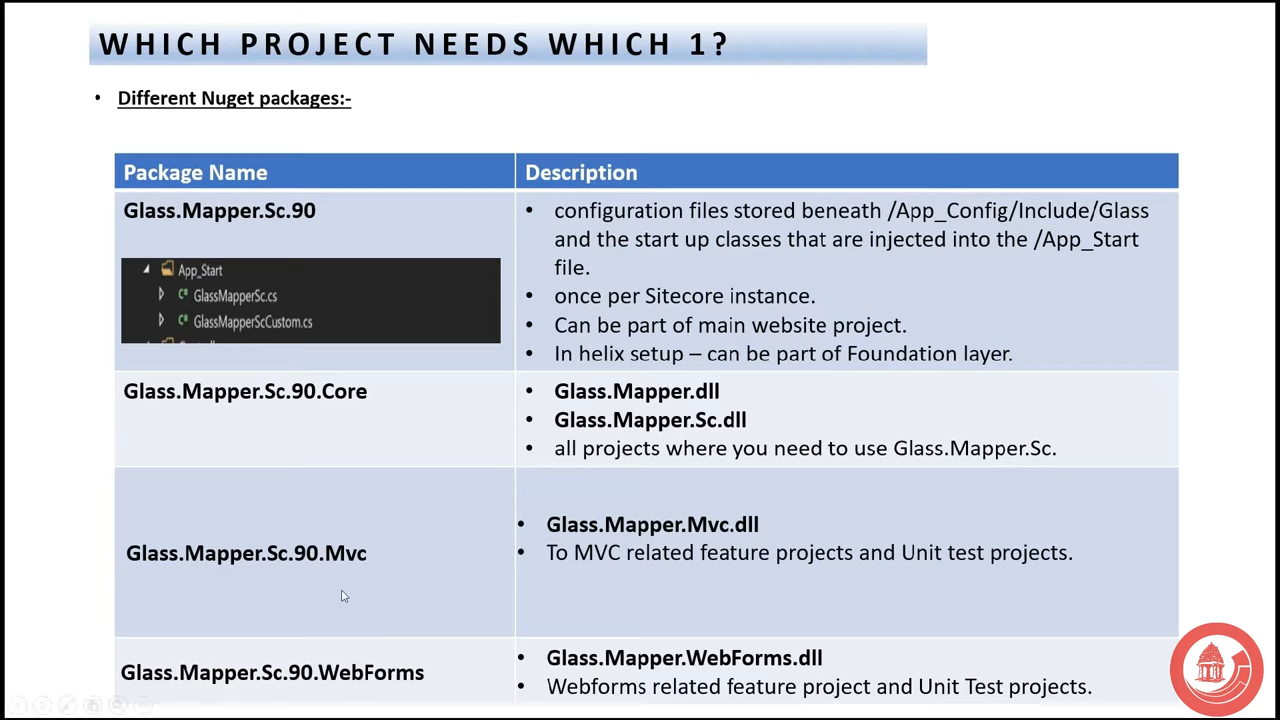 WHICH PROJECT NEEDS WHICH 1?
• Different Nuget packages:-
Package Name
Description
Glass.Mapper.Sc.90
App_Start
GlassMapperSc.cs
GlassMapperScCustom.cs
• configuration files stored beneath /App_Config/Include/Glass
and the start up classes that are injected into the /App_Start
file.
• once per Sitecore instance.
• Can be part of main website project.
• In helix setup – can be part of Foundation layer.
Glass.Mapper.Sc.90.Core
• Glass.Mapper.dll
• Glass.Mapper.Sc.dll
• all projects where you need to use Glass.Mapper.Sc.
Glass.Mapper.Sc.90.Mvc
• Glass.Mapper.Mvc.dll
• To MVC related feature projects and Unit test projects.
Glass.Mapper.Sc.90.WebForms
• Glass.Mapper.WebForms.dll
• Webforms related feature project and Unit Test projects.